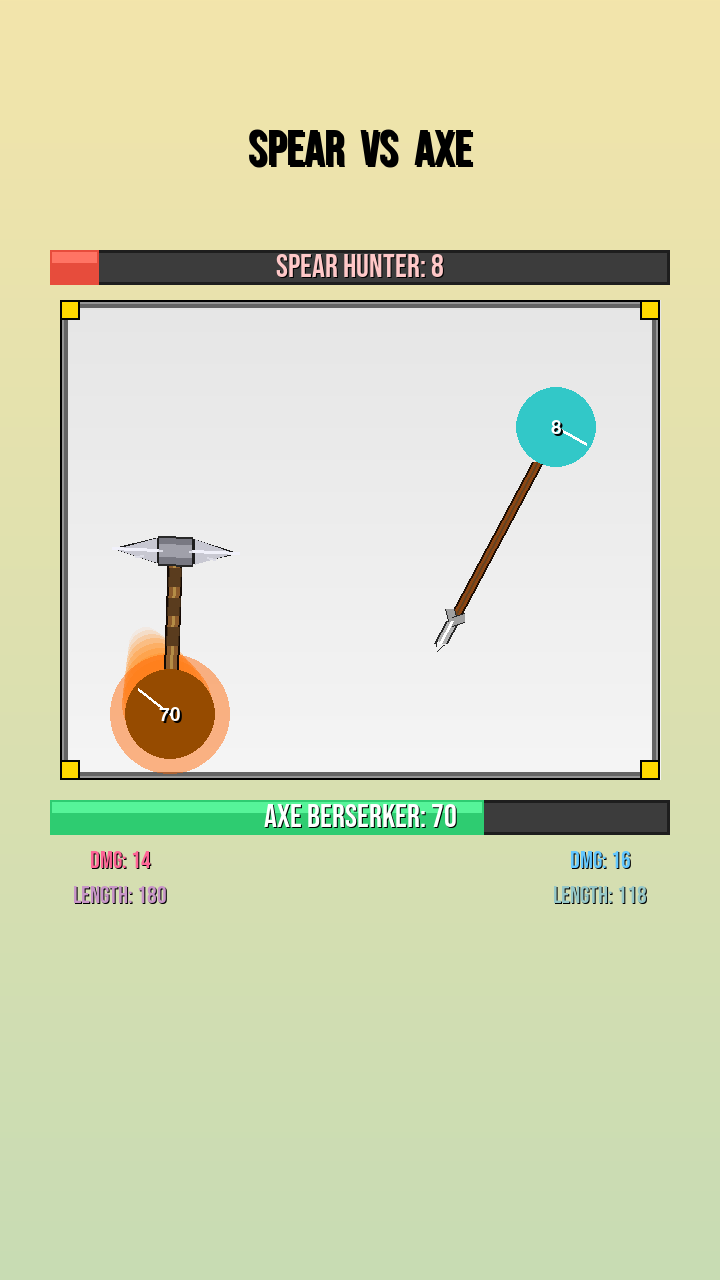 SPEAR VS AXE
SPEAR HUNTER: 8
8
70
AXE BERSERKER: 70
DMG: 14
DMG: 16
LENGTH: 180
LENGTH: 118